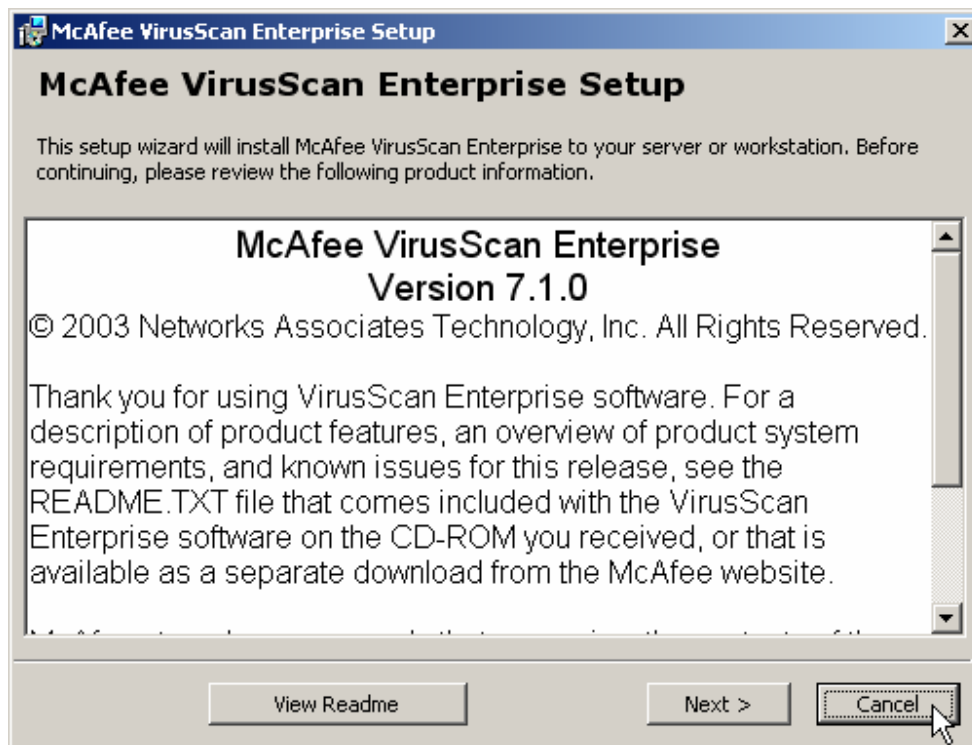 McAfee VirusScan Enterprise Setup
McAfee VirusScan Enterprise Setup
This setup wizard will install McAfee VirusScan Enterprise to your server or workstation. Before
continuing, please review the following product information.
McAfee VirusScan Enterprise
Version 7.1.0
© 2003 Networks Associates Technology, Inc. All Rights Reserved.
Thank you for using VirusScan Enterprise software. For a
description of product features, an overview of product system
requirements, and known issues for this release, see the
README.TXT file that comes included with the VirusScan
Enterprise software on the CD-ROM you received, or that is
available as a separate download from the McAfee website.
View Readme
Next >
Cancel